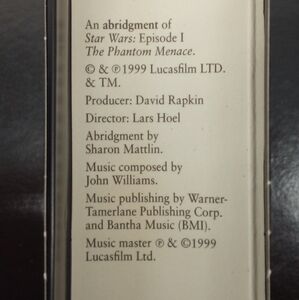 An abridgment of
Star Wars: Episode I
The Phantom Menace.
© & ℗1999 Lucasfilm LTD.
& TM.
Producer: David Rapkin
Director: Lars Hoel
Abridgment by
Sharon Mattlin.
Music composed by
John Williams.
Music publishing by Warner-
Tamerlane Publishing Corp.
and Bantha Music (BMI).
Music master ℗ & ©1999
Lucasfilm Ltd.